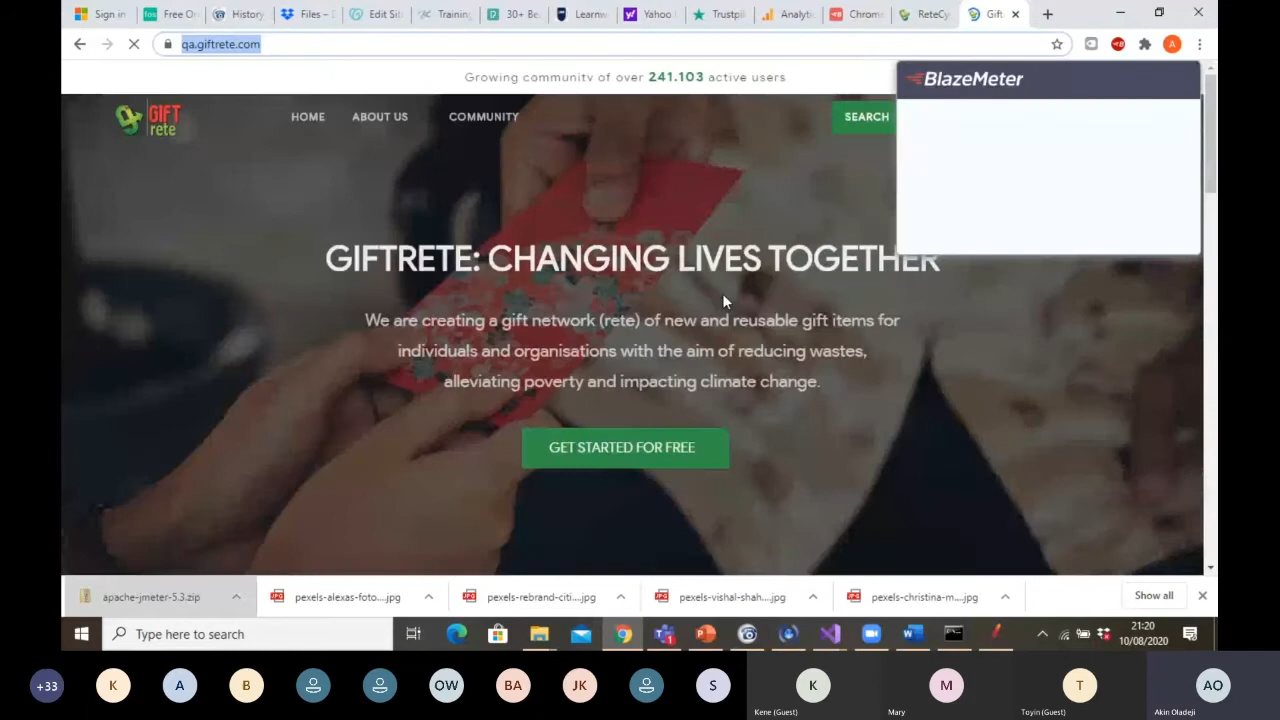 Sign in
Free O
History
Files –
Edit Sit
Training
30+ Be
Learnw
Yahoo
Trustpil
Analyti
Chrom
ReteCy
Gift
qa.giftrete.com
A
Growing community of over 241.103 active users
BlazeMeter
GIFT
rete
HOME
ABOUT US
COMMUNITY
SEARCH
GIFTRETE: CHANGING LIVES TOGETHER
We are creating a gift network (rete) of new and reusable gift items for
individuals and organisations with the aim of reducing wastes,
alleviating poverty and impacting climate change.
GET STARTED FOR FREE
apache-jmeter-5.3.zip
pexels-alexas-foto....jpg
pexels-rebrand-citi....jpg
pexels-vishal-shah....jpg
pexels-christina-m....jpg
Show all
Type here to search
21:20
10/08/2020
+33
K
A
B
OW
BA
JK
S
K
Kene (Guest)
M
Mary
T
Toyin (Guest)
AO
Akin Oladeji